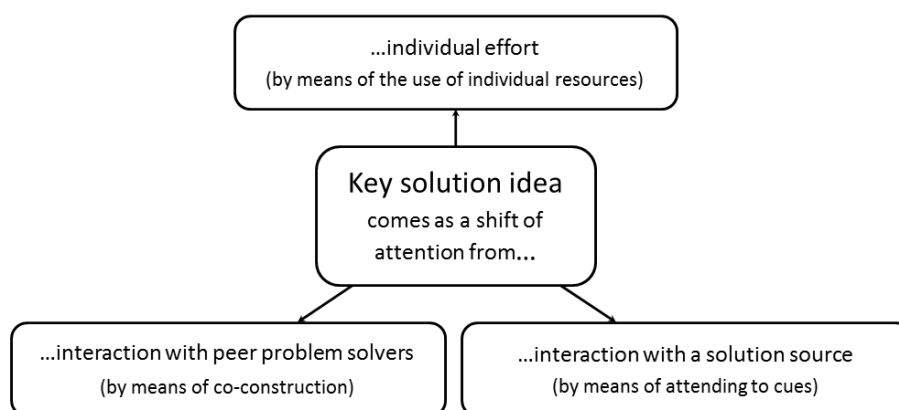 ...individual effort
(by means of the use of individual resources)
Key solution idea
comes as a shift of
attention from...
...interaction with peer problem solvers
(by means of co-construction)
...interaction with a solution source
(by means of attending to cues)